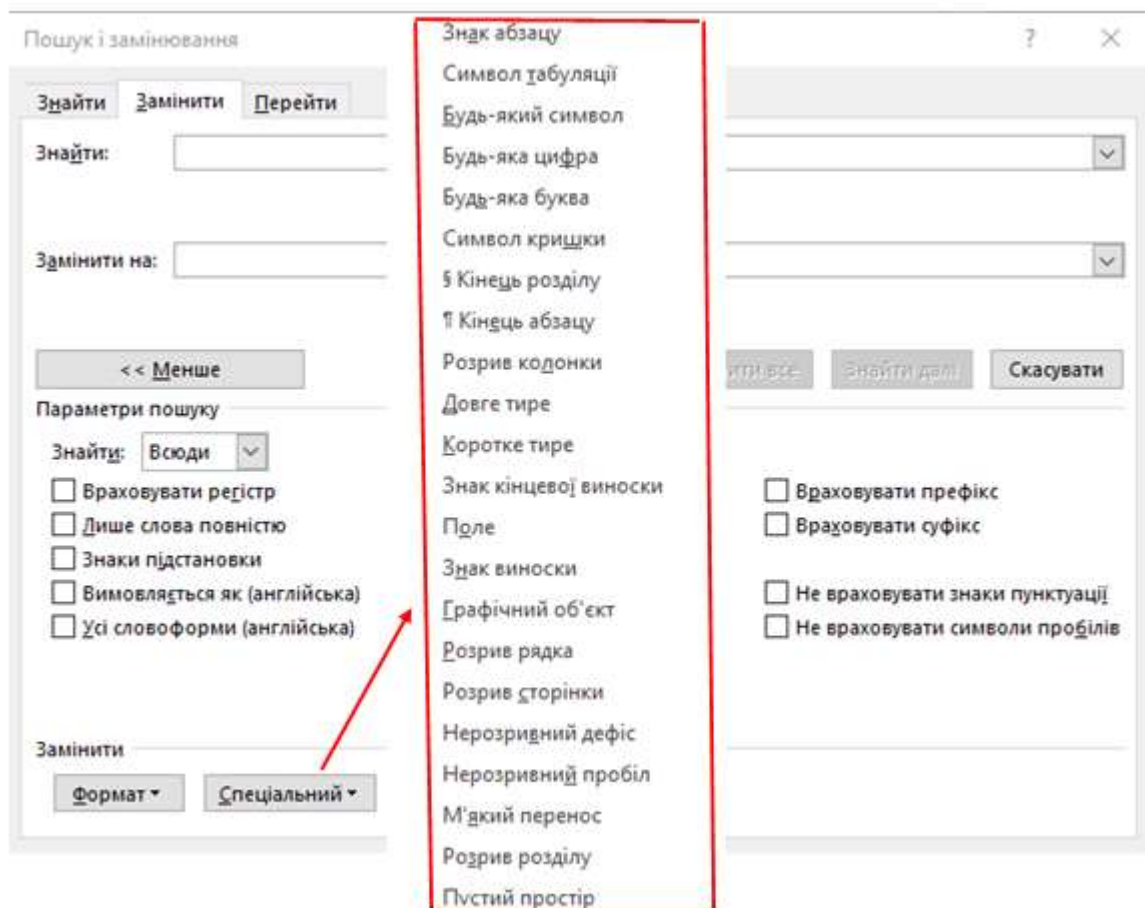 Пошук і замінювання
?
Знайти Замінити Перейти
Знайти:
Замінити на:
<< Менше
Знайти далі Скасувати
Параметри пошуку
Знайти: Всюди
Враховувати регістр
Лише слова повністю
Знаки підстановки
Вимовляється як (англійська)
Усі словоформи (англійська)
Враховувати префікс
Враховувати суфікс
Не враховувати знаки пунктуації
Не враховувати символи пробілів
Замінити
Формат Спеціальний
Знак абзацу
Символ табуляції
Будь-який символ
Будь-яка цифра
Будь-яка буква
Символ кришки
§ Кінець розділу
¶ Кінець абзацу
Розрив колонки
Довге тире
Коротке тире
Знак кінцевої виноски
Поле
Знак виноски
Графічний об'єкт
Розрив рядка
Розрив сторінки
Нерозривний дефіс
Нерозривний пробіл
М'який перенос
Розрив розділу
Пустий простір